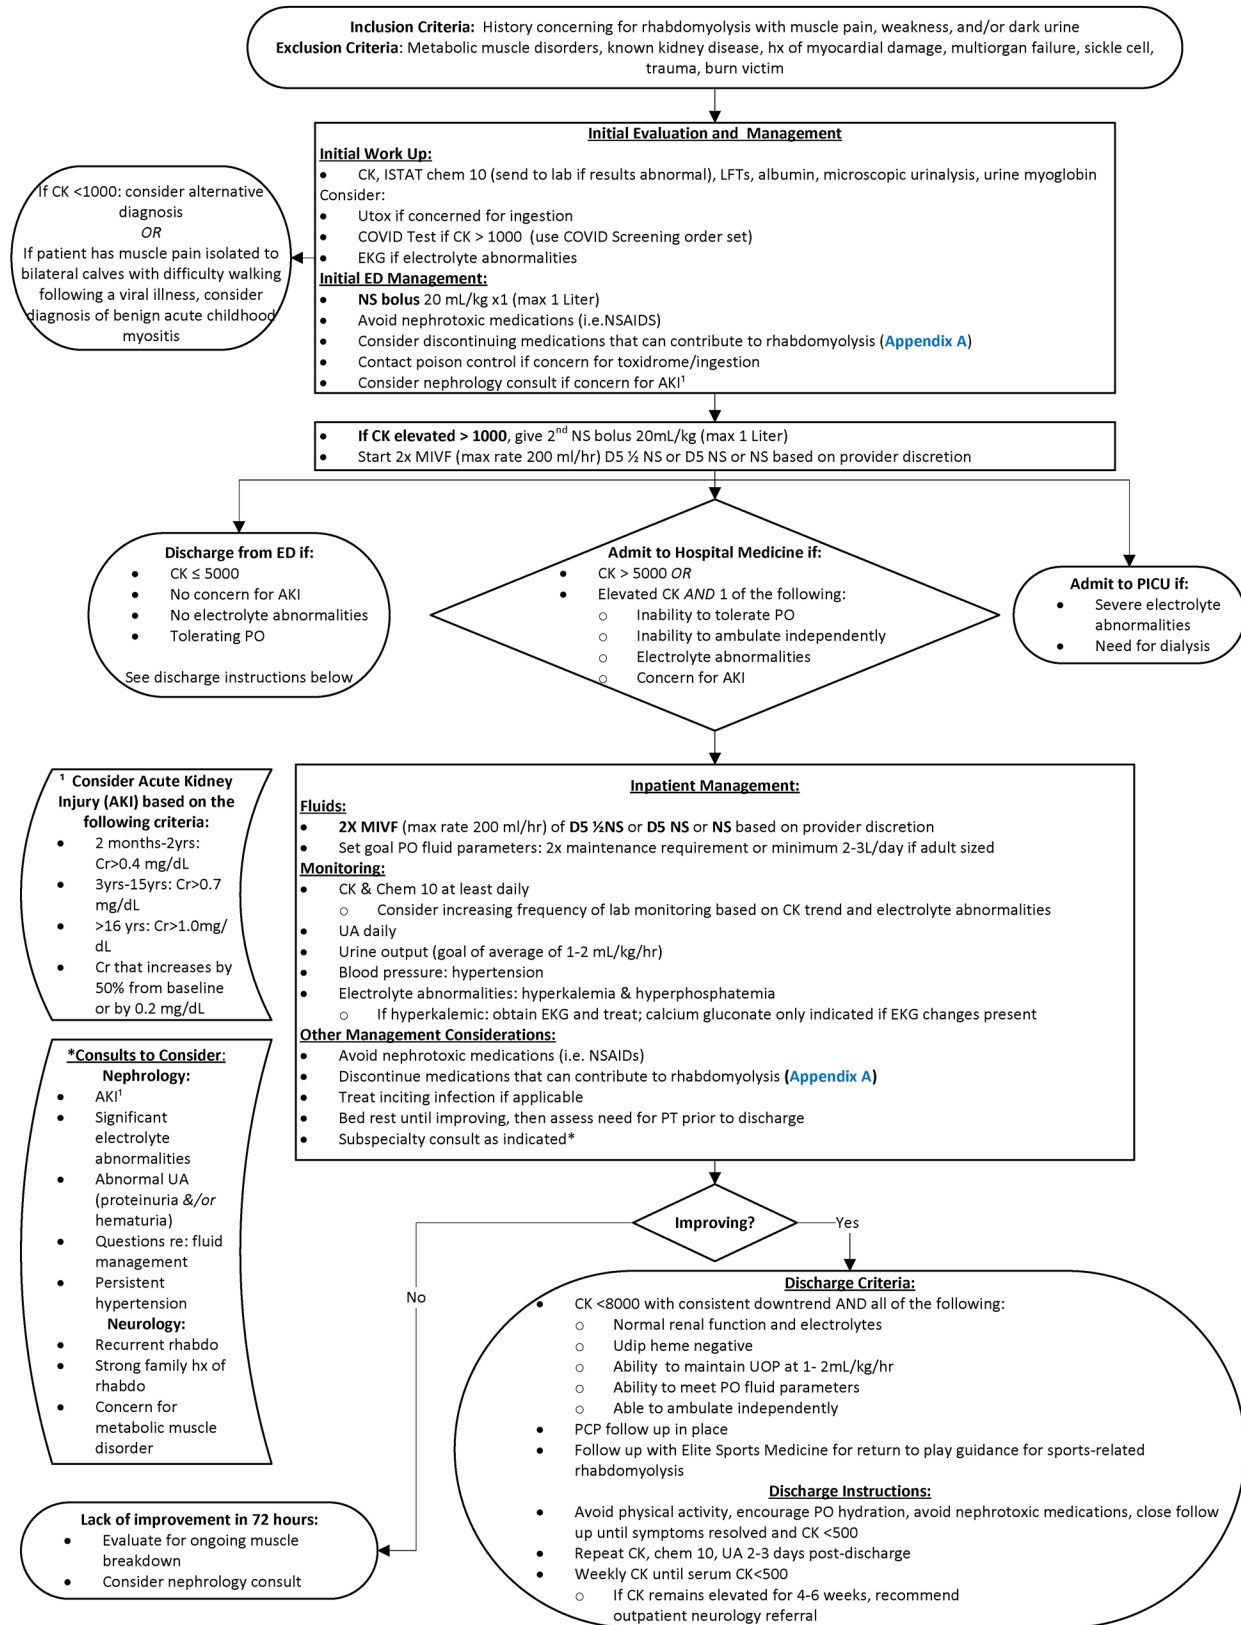 Inclusion Criteria: History concerning for rhabdomyolysis with muscle pain, weakness, and/or dark urine
Exclusion Criteria: Metabolic muscle disorders, known kidney disease, hx of myocardial damage, multiorgan failure, sickle cell,
trauma, burn victim
Initial Evaluation and Management
Initial Work Up:
● CK, ISTAT chem 10 (send to lab if results abnormal), LFTs, albumin, microscopic urinalysis, urine myoglobin
Consider:
● Utox if concerned for ingestion
● COVID Test if CK > 1000 (use COVID Screening order set)
● EKG if electrolyte abnormalities
Initial ED Management:
● NS bolus 20 mL/kg x1 (max 1 Liter)
● Avoid nephrotoxic medications (i.e.NSAIDS)
● Consider discontinuing medications that can contribute to rhabdomyolysis (Appendix A)
● Contact poison control if concern for toxidrome/ingestion
● Consider nephrology consult if concern for AKI¹
If CK <1000: consider alternative
diagnosis
OR
If patient has muscle pain isolated to
bilateral calves with difficulty walking
following a viral illness, consider
diagnosis of benign acute childhood
myositis
● If CK elevated > 1000, give 2nd NS bolus 20mL/kg (max 1 Liter)
● Start 2x MIVF (max rate 200 ml/hr) D5 ½ NS or D5 NS or NS based on provider discretion
Discharge from ED if:
● CK ≤ 5000
● No concern for AKI
● No electrolyte abnormalities
● Tolerating PO
See discharge instructions below
Admit to Hospital Medicine if:
● CK > 5000 OR
● Elevated CK AND 1 of the following:
○ Inability to tolerate PO
○ Inability to ambulate independently
○ Electrolyte abnormalities
○ Concern for AKI
Admit to PICU if:
● Severe electrolyte
abnormalities
● Need for dialysis
¹ Consider Acute Kidney
Injury (AKI) based on the
following criteria:
● 2 months-2yrs:
Cr>0.4 mg/dL
● 3yrs-15yrs: Cr>0.7
mg/dL
● >16 yrs: Cr>1.0mg/
dL
● Cr that increases by
50% from baseline
or by 0.2 mg/dL
*Consults to Consider:
Nephrology:
● AKI¹
● Significant
electrolyte
abnormalities
● Abnormal UA
(proteinuria &/or
hematuria)
● Questions re: fluid
management
● Persistent
hypertension
Neurology:
● Recurrent rhabdo
● Strong family hx of
rhabdo
● Concern for
metabolic muscle
disorder
Inpatient Management:
Fluids:
● 2X MIVF (max rate 200 ml/hr) of D5 ½NS or D5 NS or NS based on provider discretion
● Set goal PO fluid parameters: 2x maintenance requirement or minimum 2-3L/day if adult sized
Monitoring:
● CK & Chem 10 at least daily
○ Consider increasing frequency of lab monitoring based on CK trend and electrolyte abnormalities
● UA daily
● Urine output (goal of average of 1-2 mL/kg/hr)
● Blood pressure: hypertension
● Electrolyte abnormalities: hyperkalemia & hyperphosphatemia
○ If hyperkalemic: obtain EKG and treat; calcium gluconate only indicated if EKG changes present
Other Management Considerations:
● Avoid nephrotoxic medications (i.e. NSAIDs)
● Discontinue medications that can contribute to rhabdomyolysis (Appendix A)
● Treat inciting infection if applicable
● Bed rest until improving, then assess need for PT prior to discharge
● Subspecialty consult as indicated*
Improving?
Yes
No
Discharge Criteria:
● CK <8000 with consistent downtrend AND all of the following:
○ Normal renal function and electrolytes
○ Udip heme negative
○ Ability to maintain UOP at 1- 2mL/kg/hr
○ Ability to meet PO fluid parameters
○ Able to ambulate independently
● PCP follow up in place
● Follow up with Elite Sports Medicine for return to play guidance for sports-related
rhabdomyolysis
Discharge Instructions:
● Avoid physical activity, encourage PO hydration, avoid nephrotoxic medications, close follow
up until symptoms resolved and CK <500
● Repeat CK, chem 10, UA 2-3 days post-discharge
● Weekly CK until serum CK<500
○ If CK remains elevated for 4-6 weeks, recommend
outpatient neurology referral
Lack of improvement in 72 hours:
● Evaluate for ongoing muscle
breakdown
● Consider nephrology consult